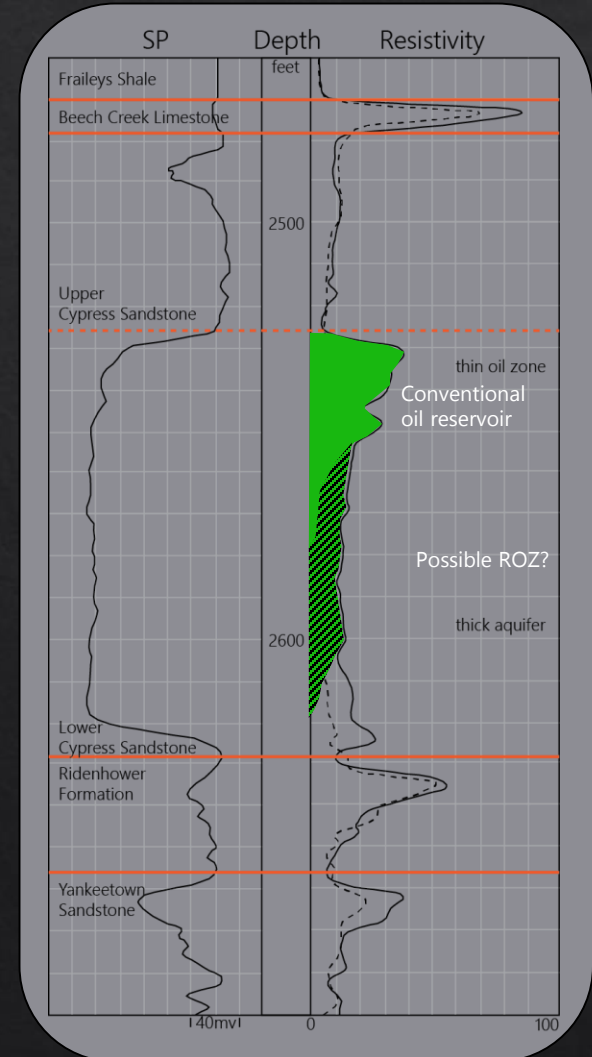 SP Depth Resistivity
feet
Fraileys Shale
Beech Creek Limestone
2500
Upper
Cypress Sandstone
thin oil zone
Conventional
oil reservoir
Possible ROZ?
thick aquifer
2600
Lower
Cypress Sandstone
Ridenhower
Formation
Yankeetown
Sandstone
40mv
0 100